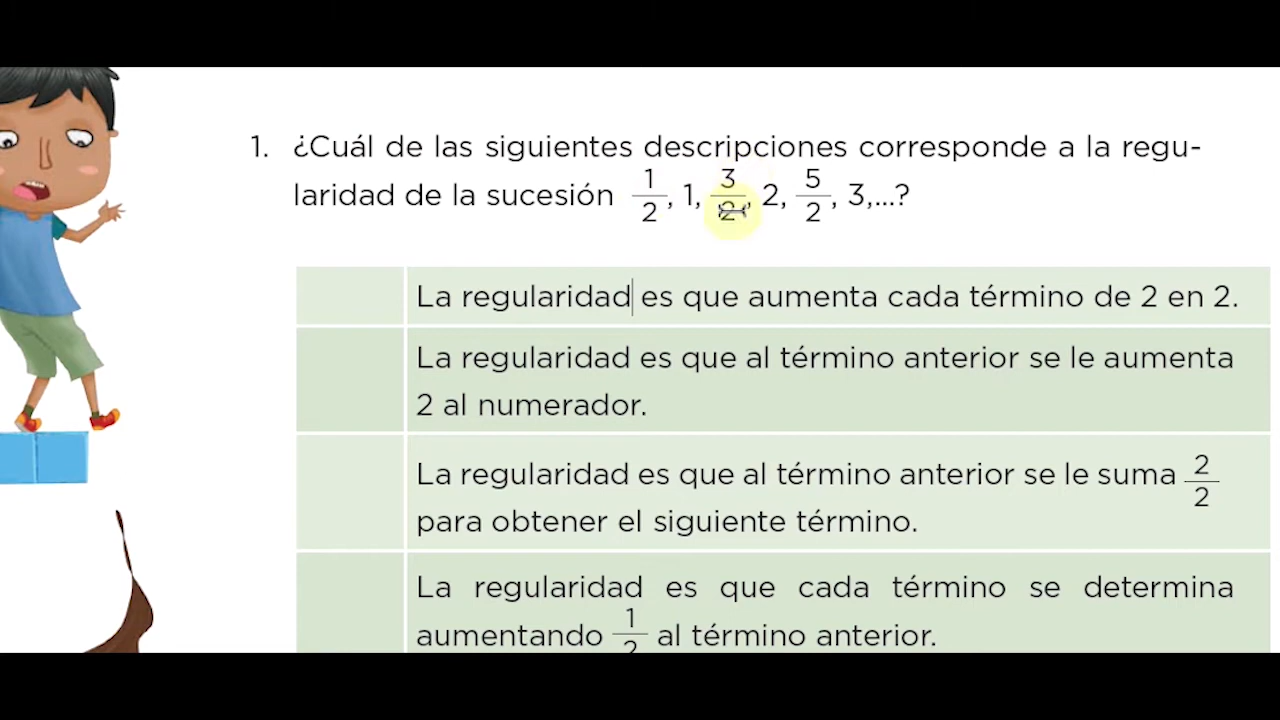 1. ¿Cuál de las siguientes descripciones corresponde a la regu-
laridad de la sucesión 1/2, 1, 3/2, 2, 5/2, 3,...?
La regularidad es que aumenta cada término de 2 en 2.
La regularidad es que al término anterior se le aumenta
2 al numerador.
La regularidad es que al término anterior se le suma 2/2
para obtener el siguiente término.
La regularidad es que cada término se determina
aumentando 1/2 al término anterior.